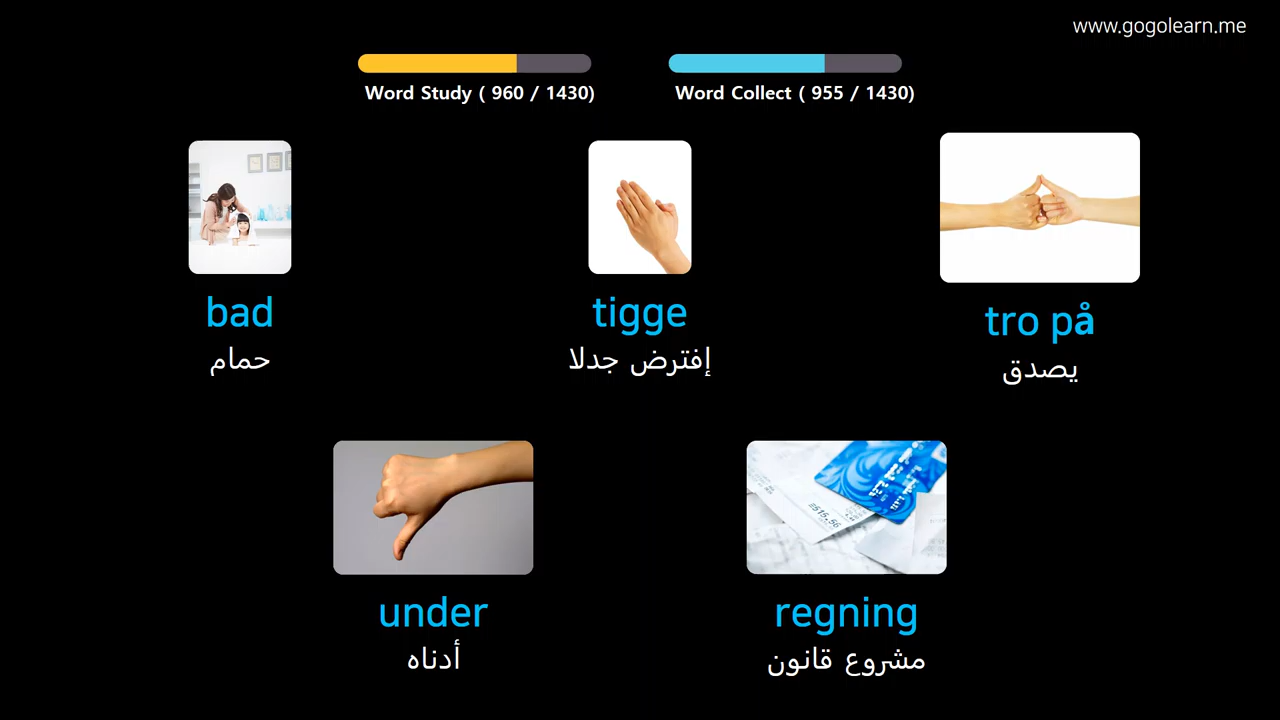 www.gogolearn.me
Word Study ( 960 / 1430)
Word Collect ( 955 / 1430)
bad
حمام
tigge
إفترض جدلا
tro på
يصدق
under
أدناه
regning
مشروع قانون